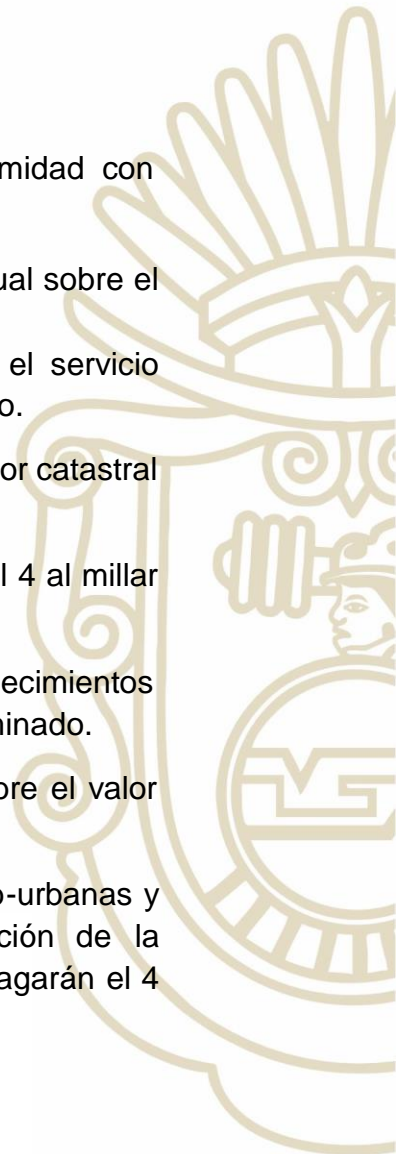 midad con
ual sobre el
el servicio
o.
or catastral
l 4 al millar
ecimientos
minado.
ore el valor
o-urbanas y
ción de la
agarán el 4